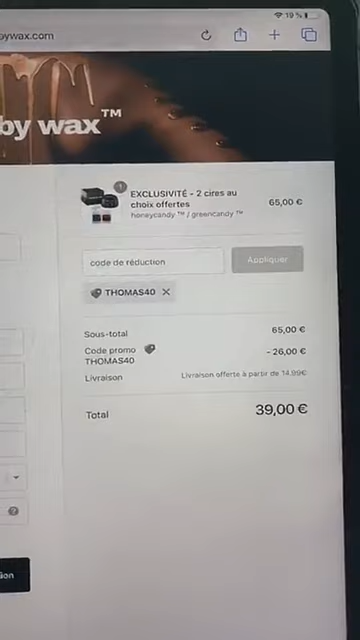 19 %
bywax.com
by wax™
1
EXCLUSIVITÉ - 2 cires au
choix offertes
honeycandy ™ / greencandy ™
65,00 €
code de réduction
Appliquer
THOMAS40 ×
Sous-total 65,00 €
Code promo
THOMAS40
- 26,00 €
Livraison Livraison offerte à partir de 14.99€
Total 39,00 €